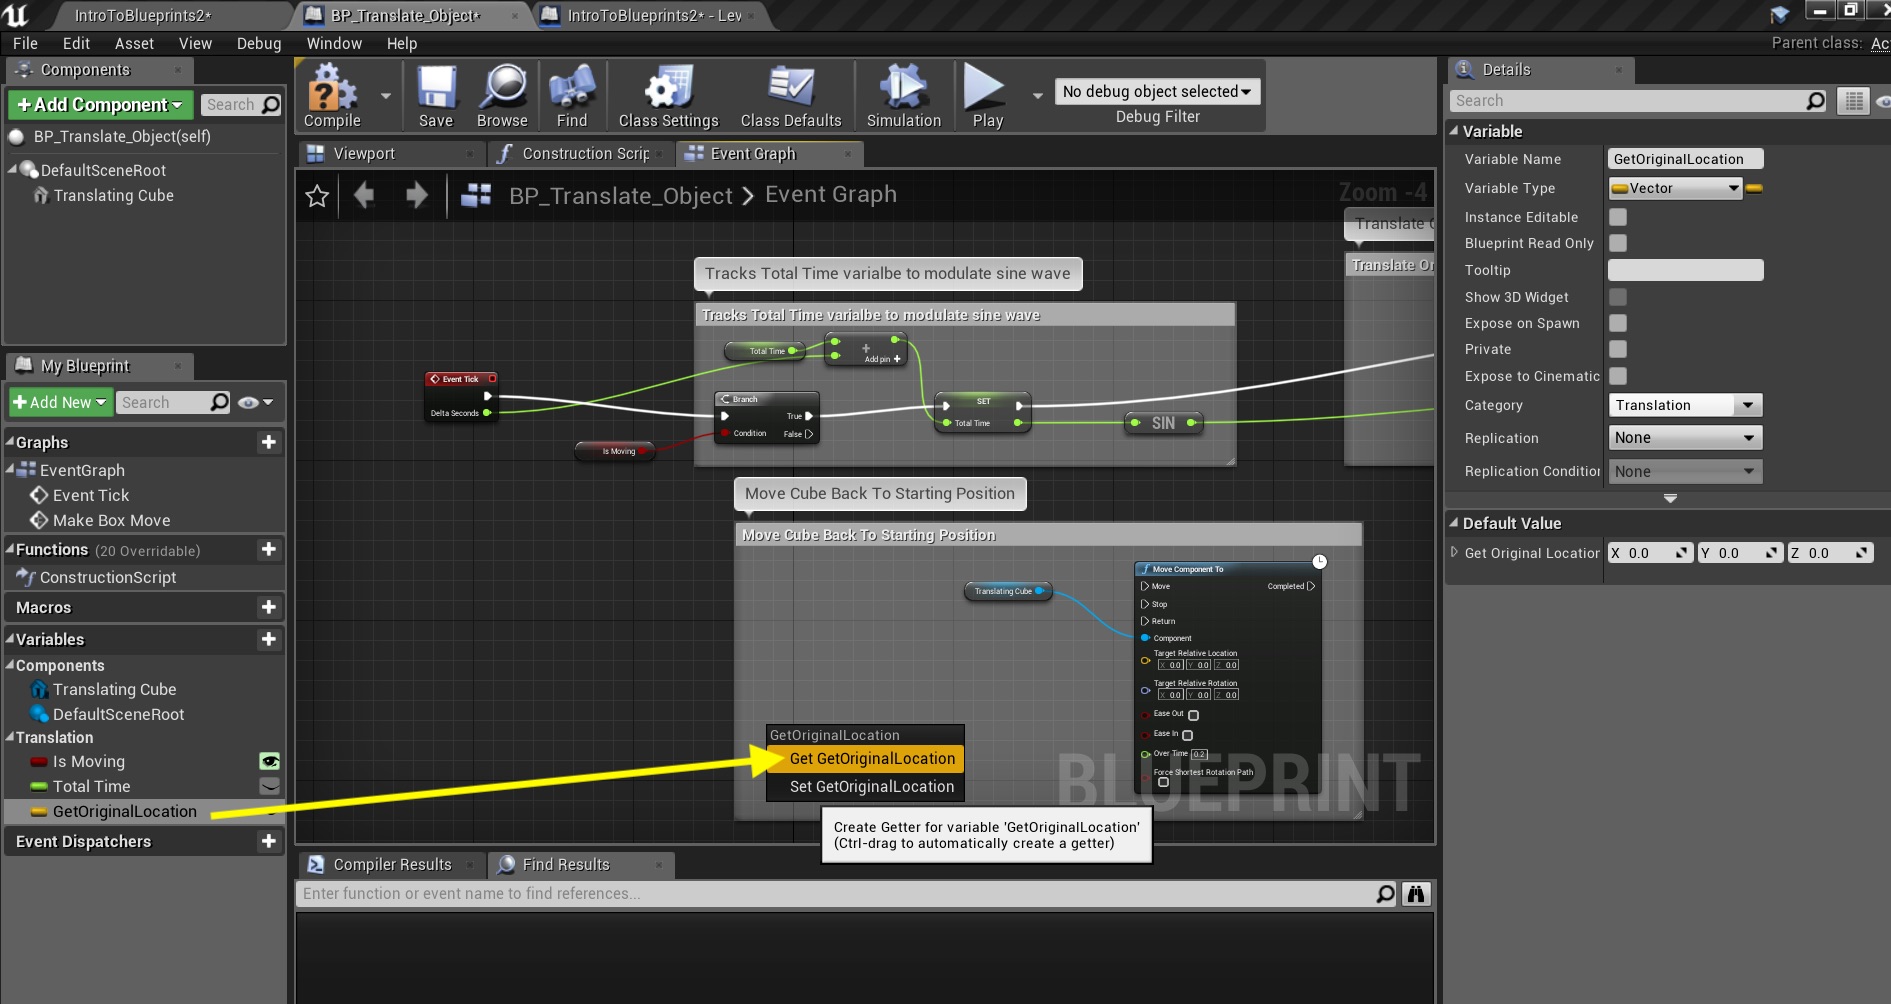 IntroToBlueprints2*
BP_Translate_Object*
IntroToBlueprints2* - Lev
File Edit Asset View Debug Window Help
Parent class: Ac
Components
+Add Component
Search
BP_Translate_Object(self)
DefaultSceneRoot
Translating Cube
My Blueprint
+Add New
Search
Graphs
EventGraph
Event Tick
Make Box Move
Functions (20 Overridable)
ConstructionScript
Macros
Variables
Components
Translating Cube
DefaultSceneRoot
Translation
Is Moving
Total Time
GetOriginalLocation
Event Dispatchers
Compile
Save
Browse
Find
Class Settings
Class Defaults
Simulation
Play
No debug object selected
Debug Filter
Viewport
Construction Scrip
Event Graph
BP_Translate_Object > Event Graph
Zoom -4
Tracks Total Time varialbe to modulate sine wave
Tracks Total Time varialbe to modulate sine wave
Total Time
+
Add pin +
Event Tick
Delta Seconds
Is Moving
Branch
True
Condition
False
SET
Total Time
SIN
Translate O
Move Cube Back To Starting Position
Move Cube Back To Starting Position
Translating Cube
Move Component To
Move
Completed
Stop
Return
Component
Target Relative Location
X 0.0 Y 0.0 Z 0.0
Target Relative Rotation
X 0.0 Y 0.0 Z 0.0
Ease Out
Ease In
Over Time 0.2
Force Shortest Rotation Path
BLUEPRINT
GetOriginalLocation
Get GetOriginalLocation
Set GetOriginalLocation
Create Getter for variable 'GetOriginalLocation'
(Ctrl-drag to automatically create a getter)
Compiler Results
Find Results
Enter function or event name to find references...
Details
Search
Variable
Variable Name GetOriginalLocation
Variable Type Vector
Instance Editable
Blueprint Read Only
Tooltip
Show 3D Widget
Expose on Spawn
Private
Expose to Cinematic
Category Translation
Replication None
Replication Condition None
Default Value
Get Original Location X 0.0 Y 0.0 Z 0.0